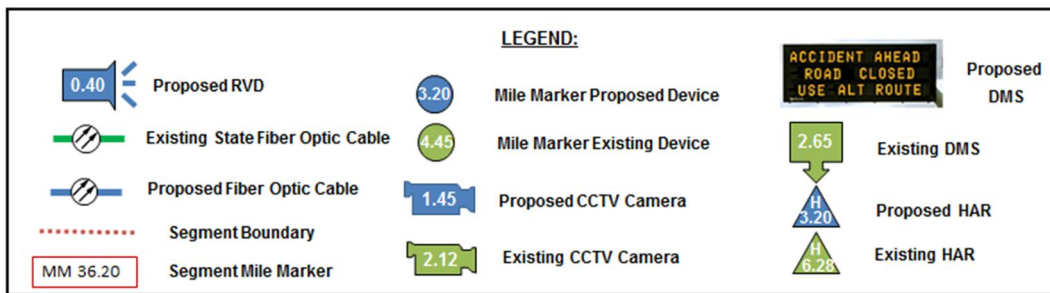 LEGEND:
0.40
Proposed RVD
Existing State Fiber Optic Cable
Proposed Fiber Optic Cable
Segment Boundary
MM 36.20
Segment Mile Marker
3.20
Mile Marker Proposed Device
4.45
Mile Marker Existing Device
1.45
Proposed CCTV Camera
2.12
Existing CCTV Camera
ACCIDENT AHEAD
ROAD CLOSED
USE ALT ROUTE
Proposed
DMS
2.65
Existing DMS
H
3.20
Proposed HAR
H
6.28
Existing HAR